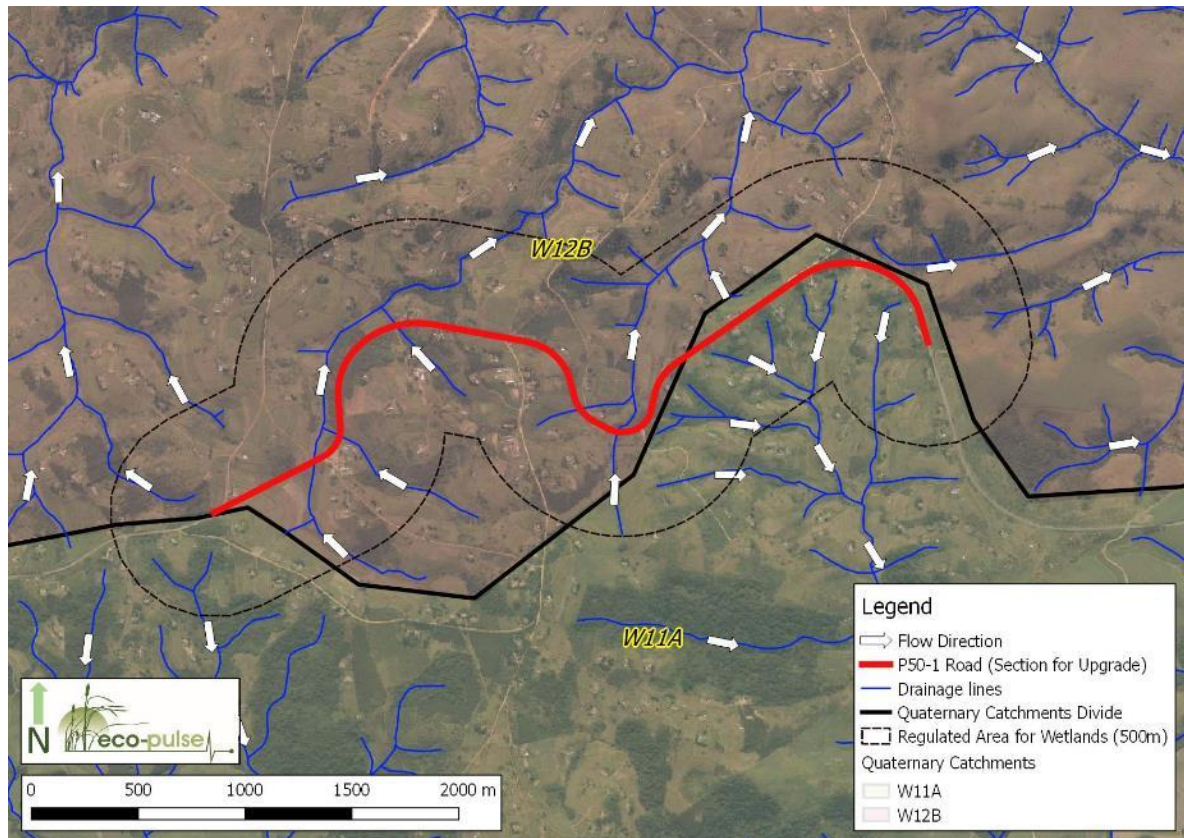 W12B
W11A
Legend
Flow Direction
P50-1 Road (Section for Upgrade)
Drainage lines
Quaternary Catchments Divide
Regulated Area for Wetlands (500m)
Quaternary Catchments
W11A
W12B
N
eco-pulse
0 500 1000 1500 2000 m